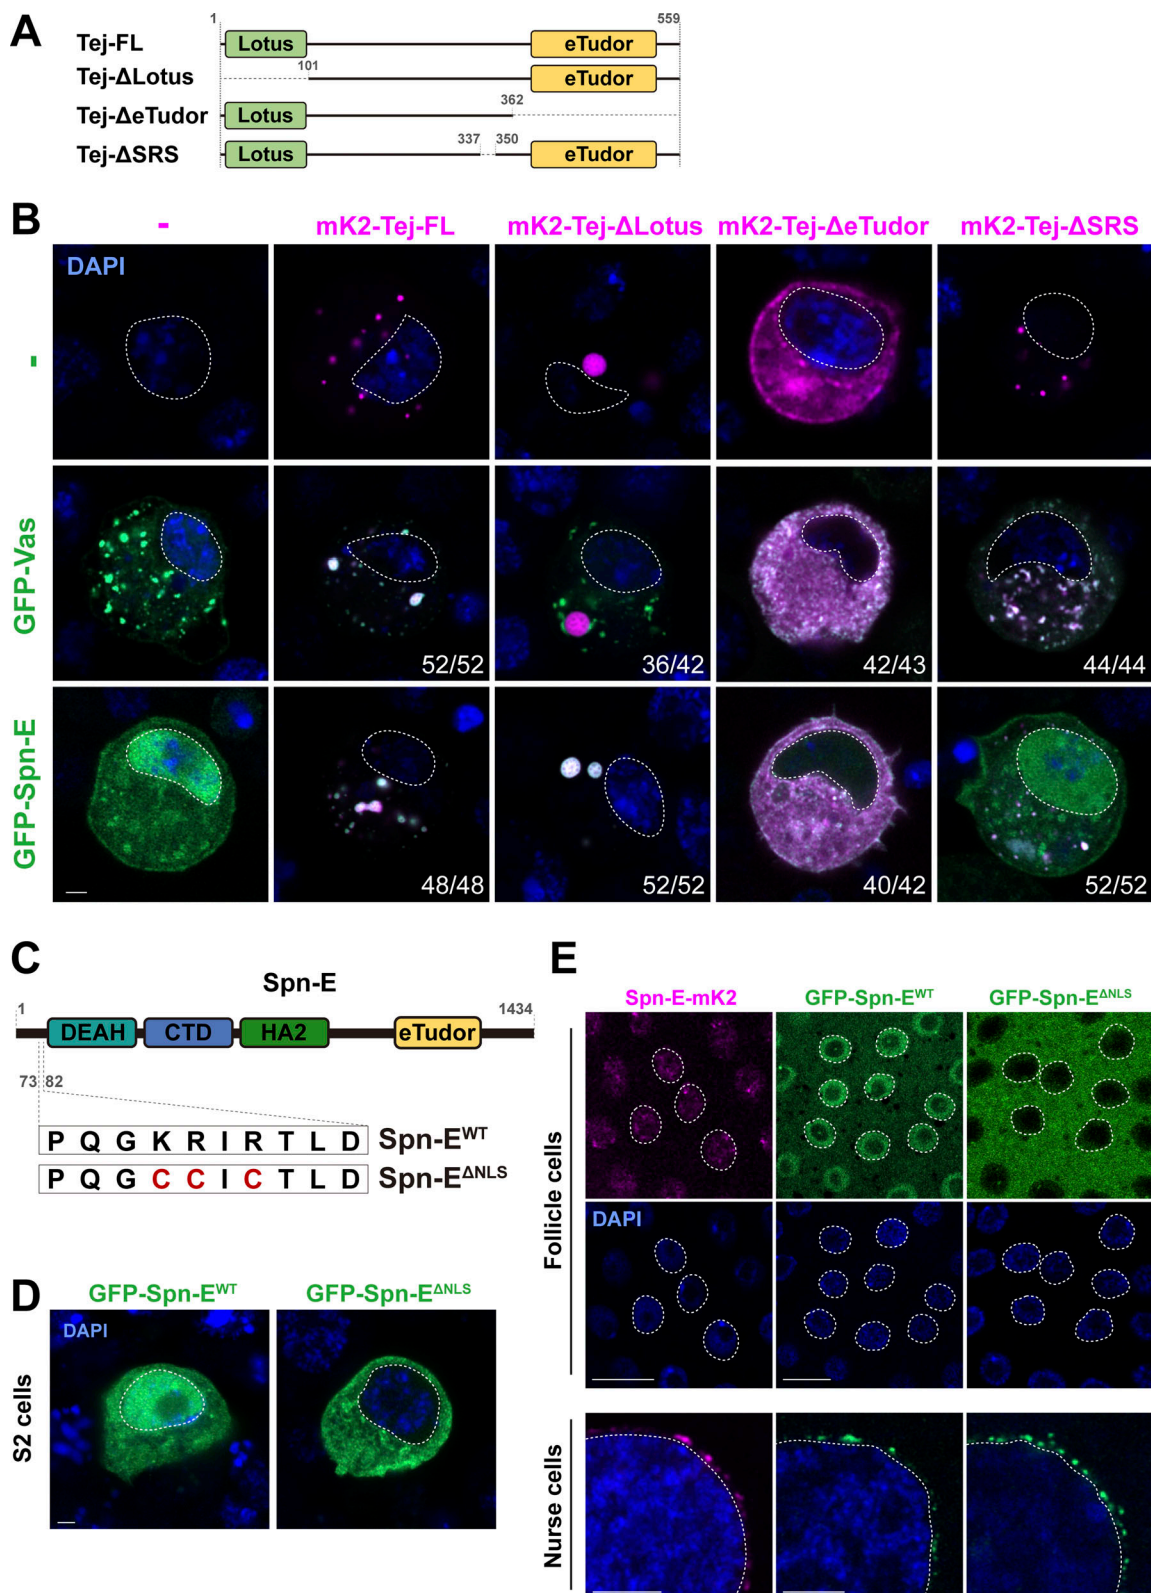 A
1 559
Tej-FL Lotus eTudor
Tej-ΔLotus 101 eTudor
Tej-ΔeTudor Lotus 362
Tej-ΔSRS Lotus 337 350 eTudor
B
- mK2-Tej-FL mK2-Tej-ΔLotus mK2-Tej-ΔeTudor mK2-Tej-ΔSRS
DAPI
-
GFP-Vas
52/52 36/42 42/43 44/44
GFP-Spn-E
48/48 52/52 40/42 52/52
C
Spn-E
1 1434
DEAH CTD HA2 eTudor
73 82
P Q G K R I R T L D Spn-E^WT
P Q G C C I C T L D Spn-E^ΔNLS
D
GFP-Spn-E^WT GFP-Spn-E^ΔNLS
DAPI
S2 cells
E
Spn-E-mK2 GFP-Spn-E^WT GFP-Spn-E^ΔNLS
Follicle cells
DAPI
Nurse cells